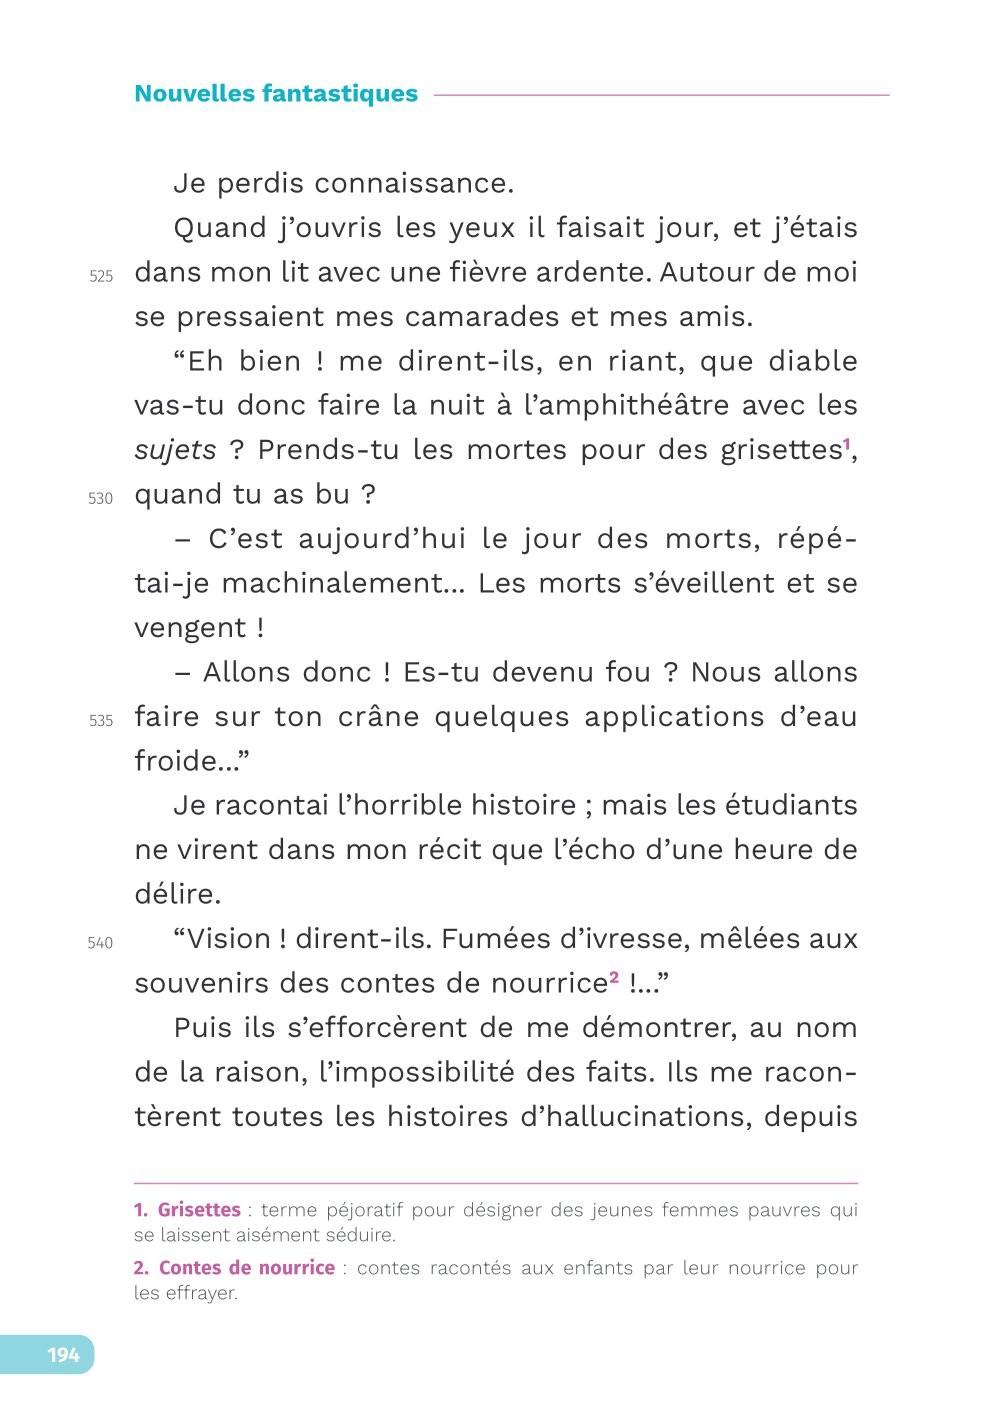 Nouvelles fantastiques
Je perdis connaissance.
Quand j’ouvris les yeux il faisait jour, et j’étais
525 dans mon lit avec une fièvre ardente. Autour de moi
se pressaient mes camarades et mes amis.
“Eh bien ! me dirent-ils, en riant, que diable
vas-tu donc faire la nuit à l’amphithéâtre avec les
sujets ? Prends-tu les mortes pour des grisettes1,
530 quand tu as bu ?
– C’est aujourd’hui le jour des morts, répé-
tai-je machinalement... Les morts s’éveillent et se
vengent !
– Allons donc ! Es-tu devenu fou ? Nous allons
535 faire sur ton crâne quelques applications d’eau
froide...”
Je racontai l’horrible histoire ; mais les étudiants
ne virent dans mon récit que l’écho d’une heure de
délire.
540 “Vision ! dirent-ils. Fumées d’ivresse, mêlées aux
souvenirs des contes de nourrice2 !...”
Puis ils s’efforcèrent de me démontrer, au nom
de la raison, l’impossibilité des faits. Ils me racon-
tèrent toutes les histoires d’hallucinations, depuis
1. Grisettes : terme péjoratif pour désigner des jeunes femmes pauvres qui
se laissent aisément séduire.
2. Contes de nourrice : contes racontés aux enfants par leur nourrice pour
les effrayer.
194